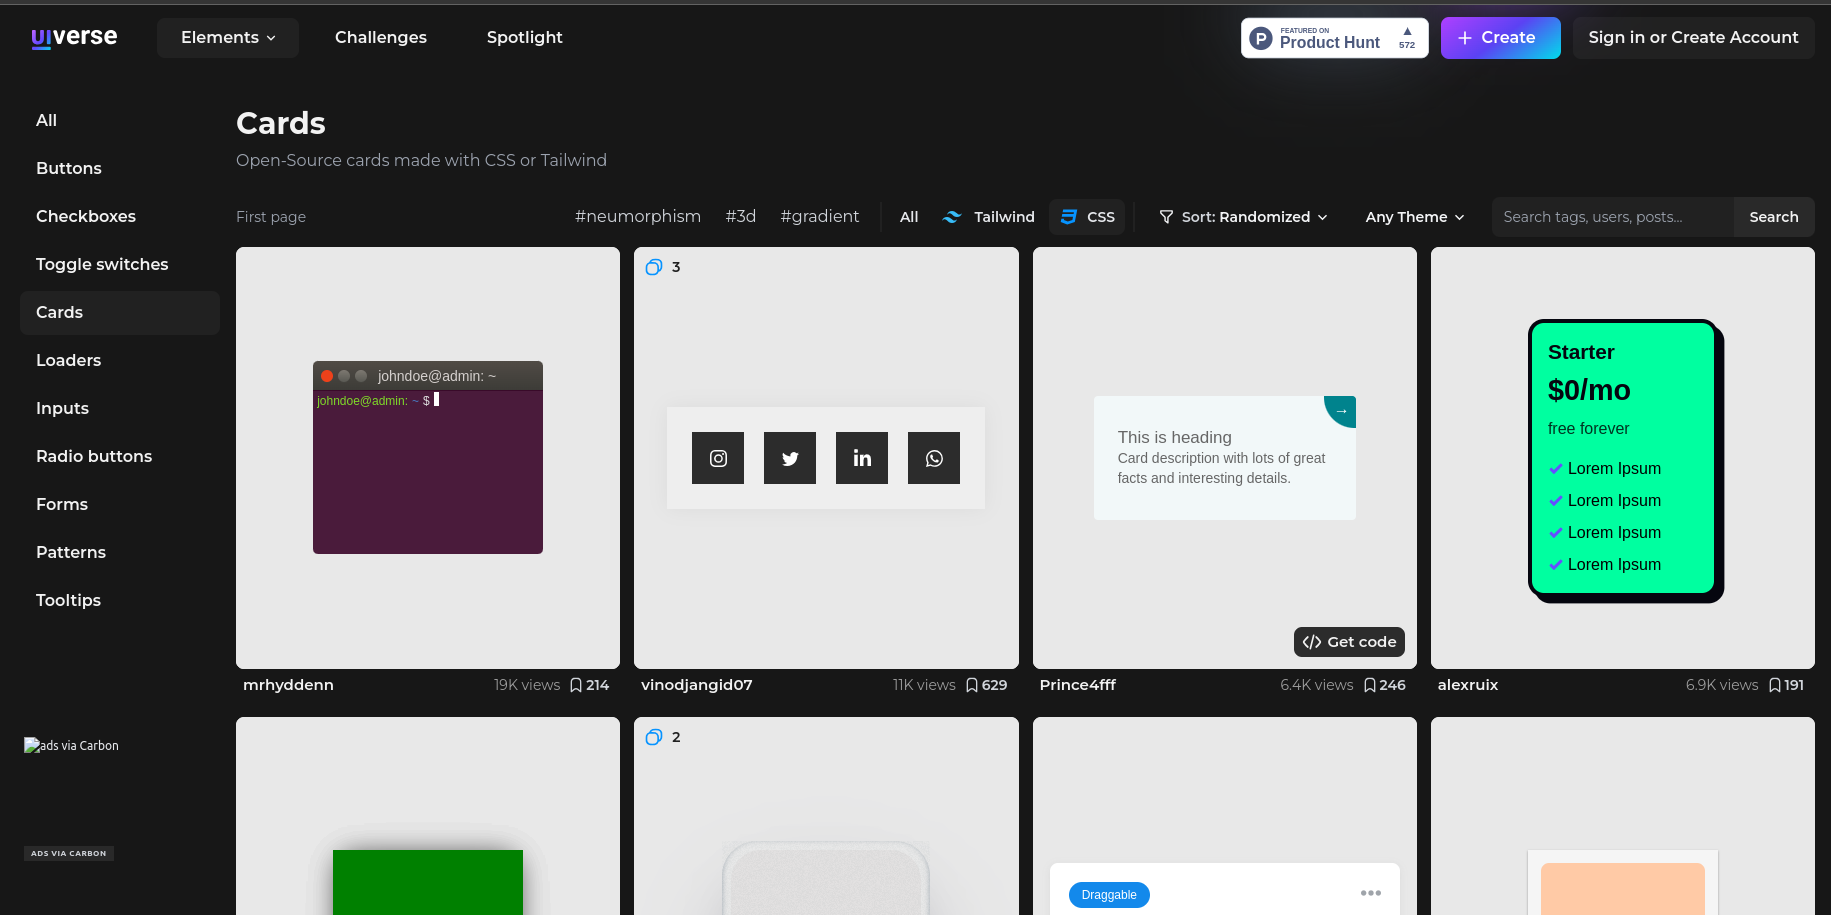 uiverse
Elements
Challenges
Spotlight
FEATURED ON
Product Hunt
▲
572
+ Create
Sign in or Create Account
All
Buttons
Checkboxes
Toggle switches
Cards
Loaders
Inputs
Radio buttons
Forms
Patterns
Tooltips
ads via Carbon
ADS VIA CARBON
Cards
Open-Source cards made with CSS or Tailwind
First page
#neumorphism #3d #gradient
All
Tailwind
CSS
Sort: Randomized
Any Theme
Search tags, users, posts...
Search
johndoe@admin: ~
johndoe@admin: ~ $
mrhyddenn
19K views
214
3
vinodjangid07
11K views
629
→
This is heading
Card description with lots of great
facts and interesting details.
</> Get code
Prince4fff
6.4K views
246
Starter
$0/mo
free forever
Lorem Ipsum
Lorem Ipsum
Lorem Ipsum
Lorem Ipsum
alexruix
6.9K views
191
2
Draggable